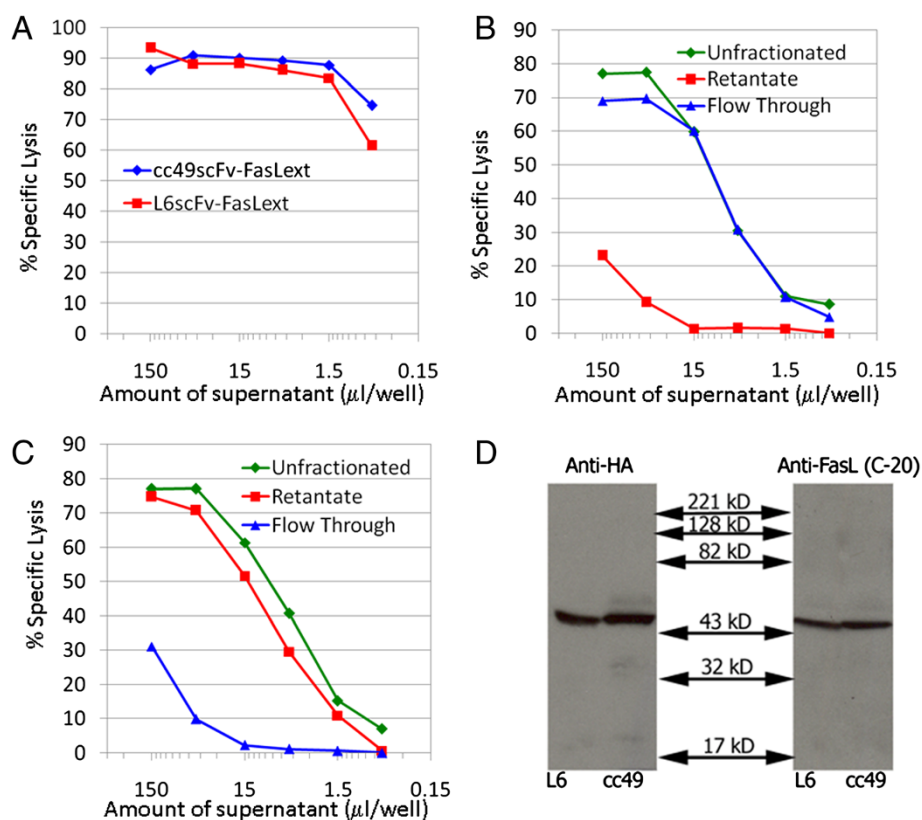 A
% Specific Lysis
100
90
80
70
60
50
40
30
20
10
0
cc49scFv-FasLext
L6scFv-FasLext
150
15
1.5
0.15
Amount of supernatant (μl/well)
B
% Specific Lysis
90
80
70
60
50
40
30
20
10
0
Unfractionated
Retantate
Flow Through
150
15
1.5
0.15
Amount of supernatant (μl/well)
C
% Specific Lysis
90
80
70
60
50
40
30
20
10
0
Unfractionated
Retantate
Flow Through
150
15
1.5
0.15
Amount of supernatant (μl/well)
D
Anti-HA
Anti-FasL (C-20)
221 kD
128 kD
82 kD
43 kD
32 kD
17 kD
L6 cc49
L6 cc49